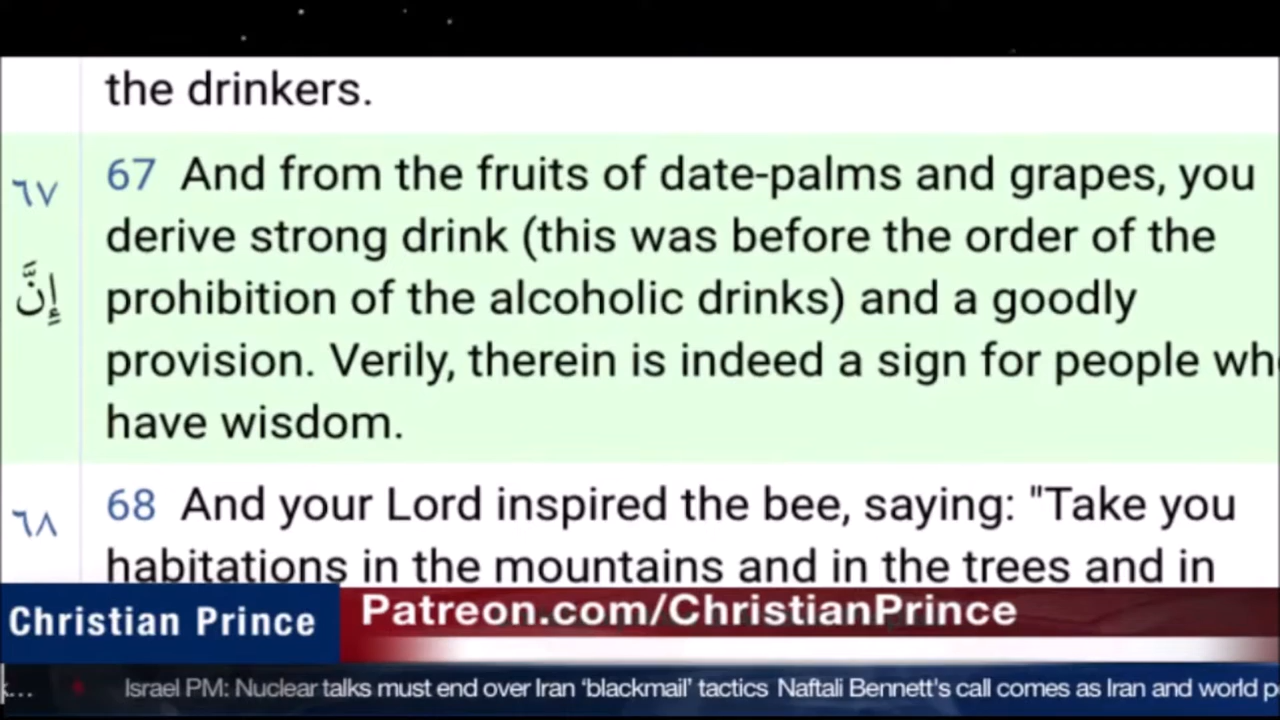 the drinkers.
٦٧
67 And from the fruits of date-palms and grapes, you
derive strong drink (this was before the order of the
prohibition of the alcoholic drinks) and a goodly
provision. Verily, therein is indeed a sign for people wh
have wisdom.
٦٨
68 And your Lord inspired the bee, saying: "Take you
habitations in the mountains and in the trees and in
Christian Prince
Patreon.com/ChristianPrince
k... • Israel PM: Nuclear talks must end over Iran ‘blackmail’ tactics Naftali Bennett's call comes as Iran and world p